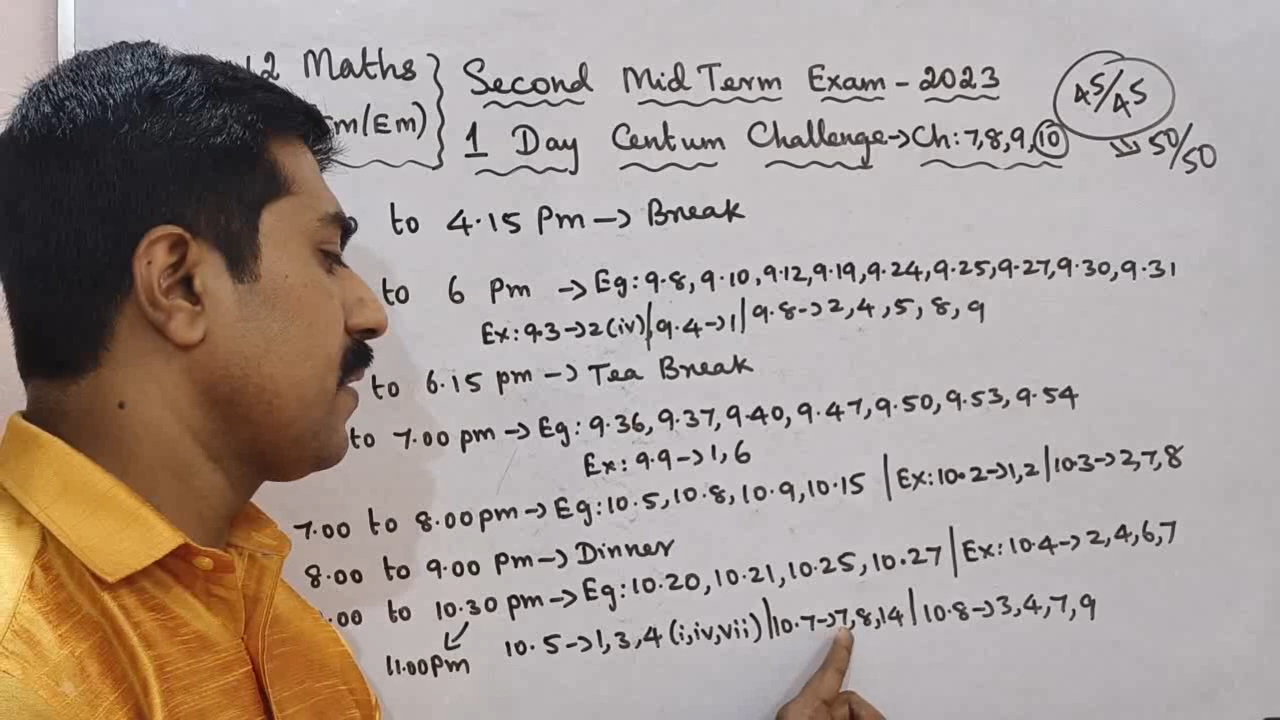 12 Maths } Second Mid Term Exam - 2023
(Em) } 1 Day Centum Challenge → Ch: 7,8,9,10
45/45
50/50
to 4.15 Pm → Break
to 6 Pm → Eg: 9.8, 9.10, 9.12, 9.19, 9.24, 9.25, 9.27, 9.30, 9.31
Ex: 9.3 → 2(iv) | 9.4 → 1 | 9.8 → 2, 4, 5, 8, 9
to 6.15 pm → Tea Break
to 7.00 pm → Eg: 9.36, 9.37, 9.40, 9.47, 9.50, 9.53, 9.54
Ex: 9.9 → 1, 6
7.00 to 8.00 pm → Eg: 10.5, 10.8, 10.9, 10.15 | Ex: 10.2 → 1, 2 | 10.3 → 2, 7, 8
8.00 to 9.00 pm → Dinner
.00 to 10.30 pm → Eg: 10.20, 10.21, 10.25, 10.27 | Ex: 10.4 → 2, 4, 6, 7
11.00 pm 10.5 → 1, 3, 4 (i, iv, vii) | 10.7 → 7, 8, 14 | 10.8 → 3, 4, 7, 9